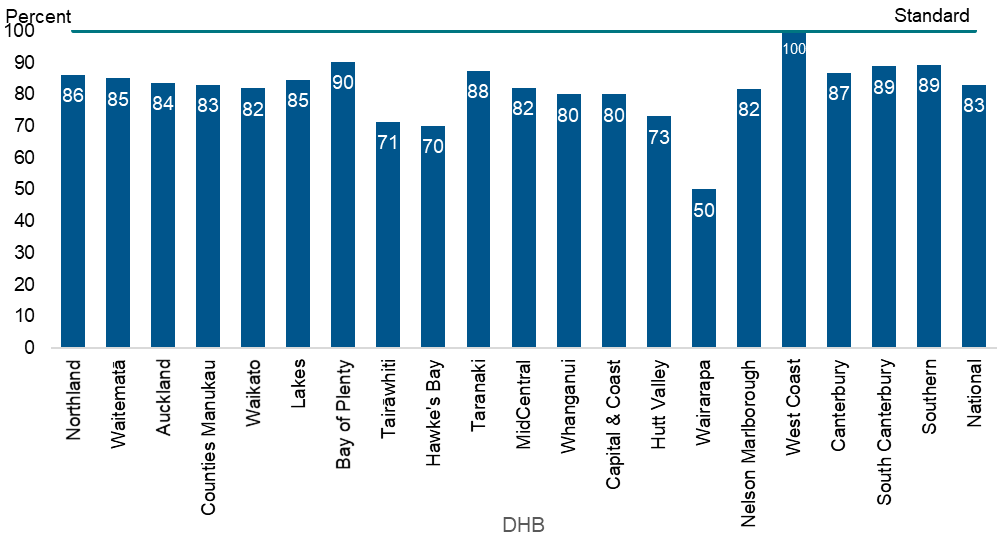 Percent
Standard
100
90
80
70
60
50
40
30
20
10
0
86
85
84
83
82
85
90
71
70
88
82
80
80
73
50
82
100
87
89
89
83
Northland
Waitematā
Auckland
Counties Manukau
Waikato
Lakes
Bay of Plenty
Tairāwhiti
Hawke's Bay
Taranaki
MidCentral
Whanganui
Capital & Coast
Hutt Valley
Wairarapa
Nelson Marlborough
West Coast
Canterbury
South Canterbury
Southern
National
DHB